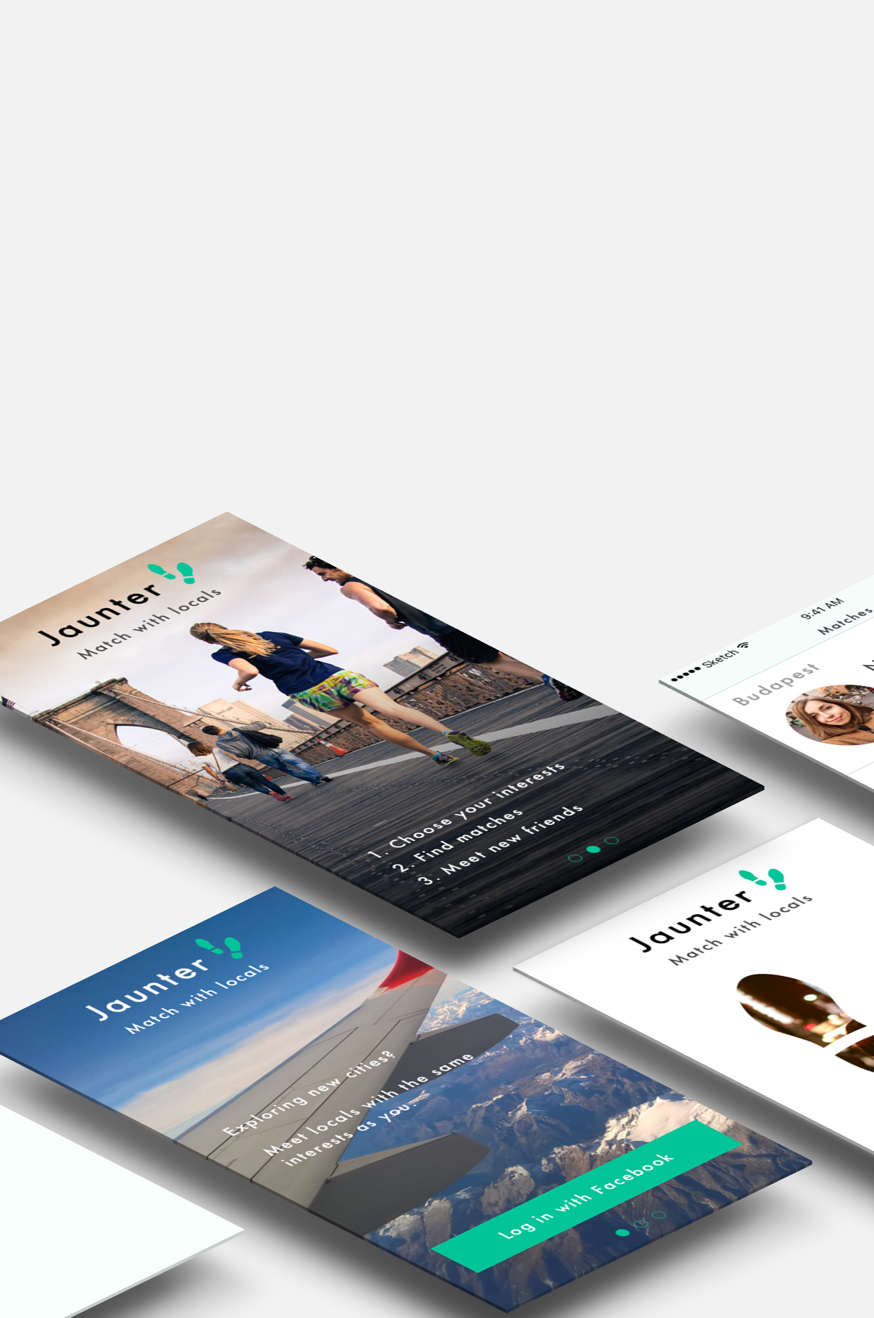 Jaunter
Match with locals
1. Choose your interests
2. Find matches
3. Meet new friends
Sketch
9:41 AM
Matches
Budapest
Jaunter
Match with locals
Exploring new cities?
Meet locals with the same
interests as you.
Log in with Facebook
Jaunter
Match with locals